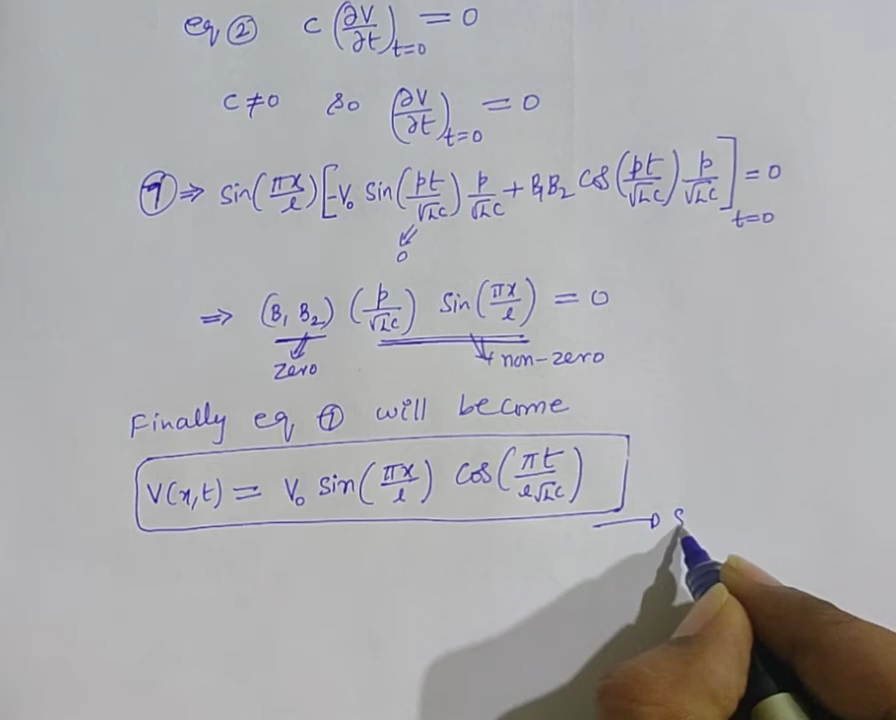 eq ② C (∂V/∂t)_{t=0} = 0
C ≠ 0 so (∂V/∂t)_{t=0} = 0
⑨ ⇒ sin(πx/l) [-V₀ sin(pt/√LC) p/√LC + B₁B₂ cos(pt/√LC) p/√LC]_{t=0} = 0
0
⇒ (B₁ B₂) (p/√LC) sin(πx/l) = 0
zero
non-zero
Finally eq ⑨ will become
V(x,t) = V₀ sin(πx/l) cos(πt/l√LC)
S